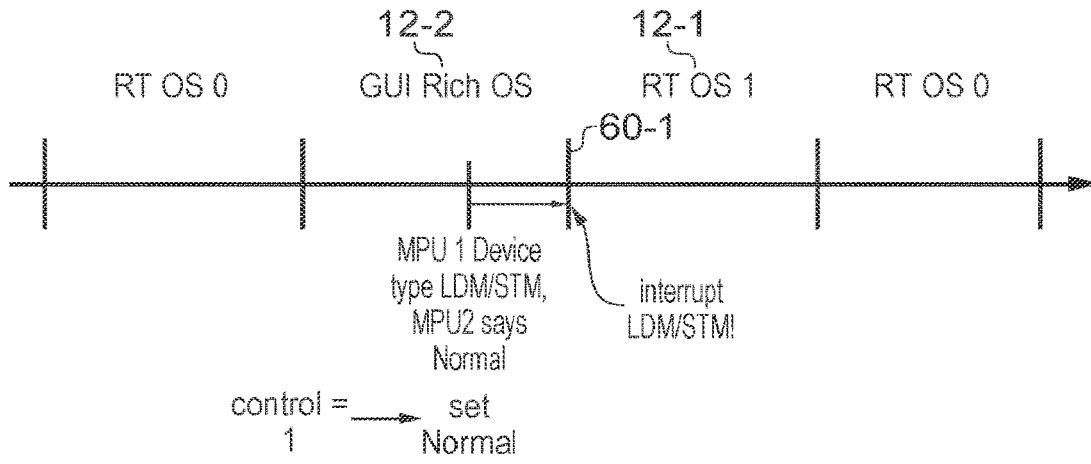 12-2
12-1
RT OS 0
GUI Rich OS
RT OS 1
RT OS 0
60-1
MPU 1 Device
type LDM/STM,
MPU2 says
Normal
interrupt
LDM/STM!
control =
1
set
Normal